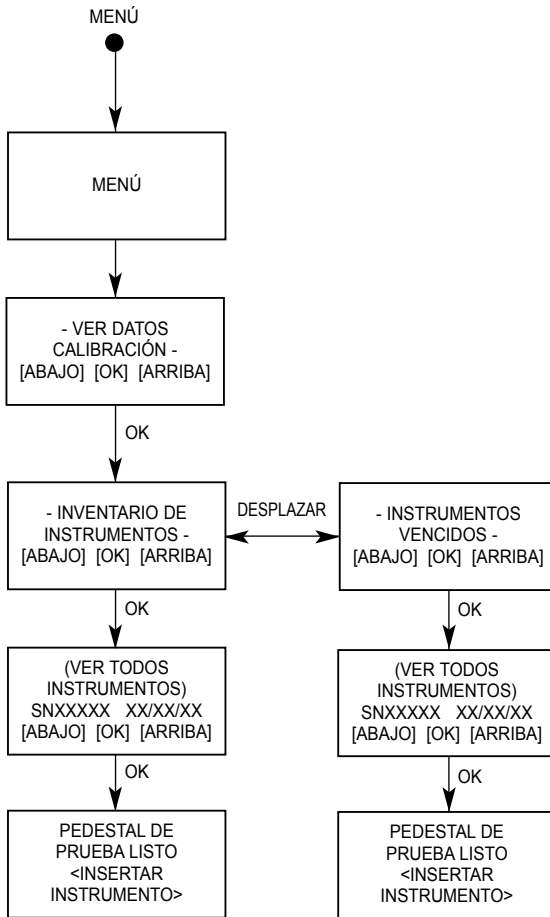 MENÚ
MENÚ
- VER DATOS
CALIBRACIÓN -
[ABAJO] [OK] [ARRIBA]
OK
- INVENTARIO DE
INSTRUMENTOS -
[ABAJO] [OK] [ARRIBA]
DESPLAZAR
- INSTRUMENTOS
VENCIDOS -
[ABAJO] [OK] [ARRIBA]
OK
OK
(VER TODOS
INSTRUMENTOS)
SNXXXXX XX/XX/XX
[ABAJO] [OK] [ARRIBA]
(VER TODOS
INSTRUMENTOS)
SNXXXXX XX/XX/XX
[ABAJO] [OK] [ARRIBA]
OK
OK
PEDESTAL DE
PRUEBA LISTO
<INSERTAR
INSTRUMENTO>
PEDESTAL DE
PRUEBA LISTO
<INSERTAR
INSTRUMENTO>